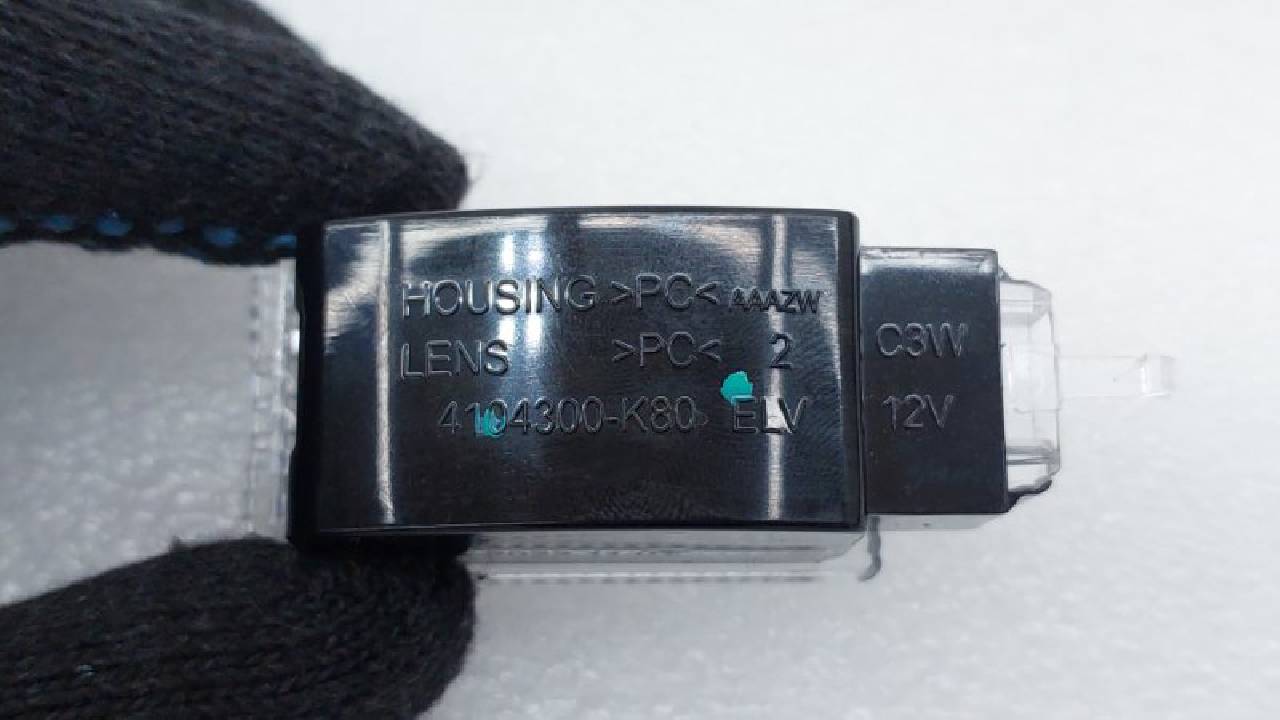 HOUSING >PC< AAAZW
LENS >PC< 2
4194300-K80 ELV
C3W
12V